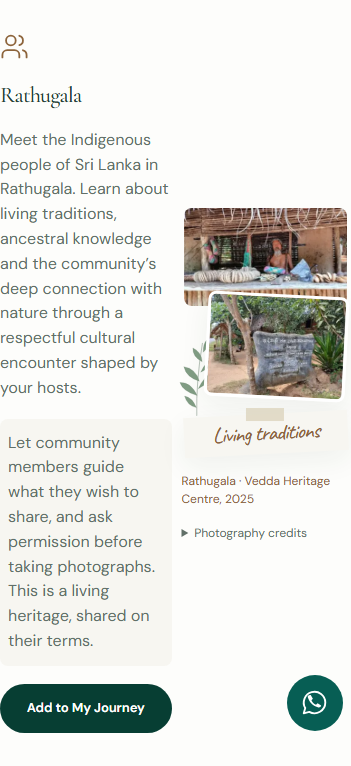 Rathugala
Meet the Indigenous
people of Sri Lanka in
Rathugala. Learn about
living traditions,
ancestral knowledge
and the community’s
deep connection with
nature through a
respectful cultural
encounter shaped by
your hosts.
Let community
members guide
what they wish to
share, and ask
permission before
taking photographs.
This is a living
heritage, shared on
their terms.
Add to My Journey
Living traditions
Rathugala · Vedda Heritage
Centre, 2025
Photography credits